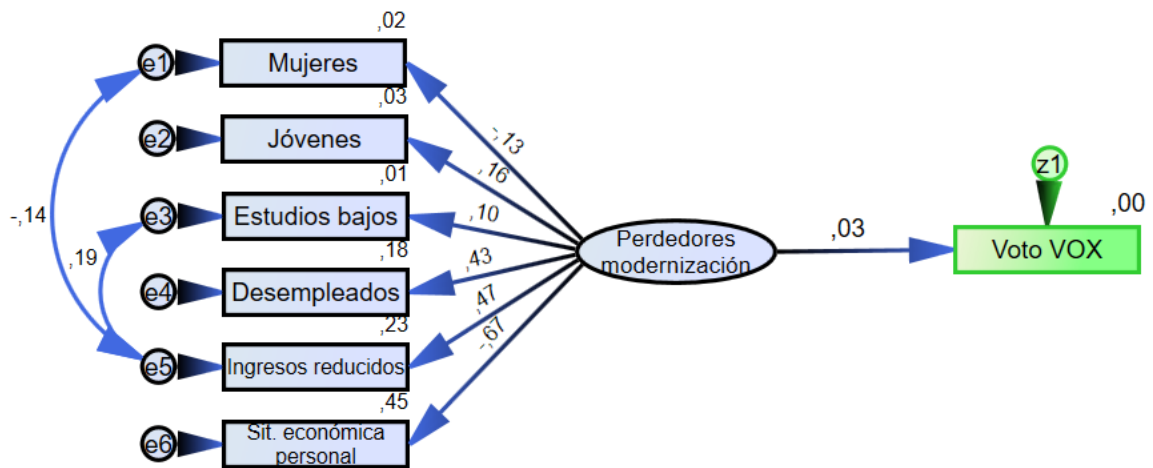 ,02
e1
Mujeres
,03
-,13
e2
Jóvenes
,16
,01
z1
e3
Estudios bajos
,10
,00
-,14
,19
,18
Perdedores
modernización
,03
Voto VOX
e4
Desempleados
,43
,23
,47
e5
Ingresos reducidos
-,67
,45
e6
Sit. económica
personal